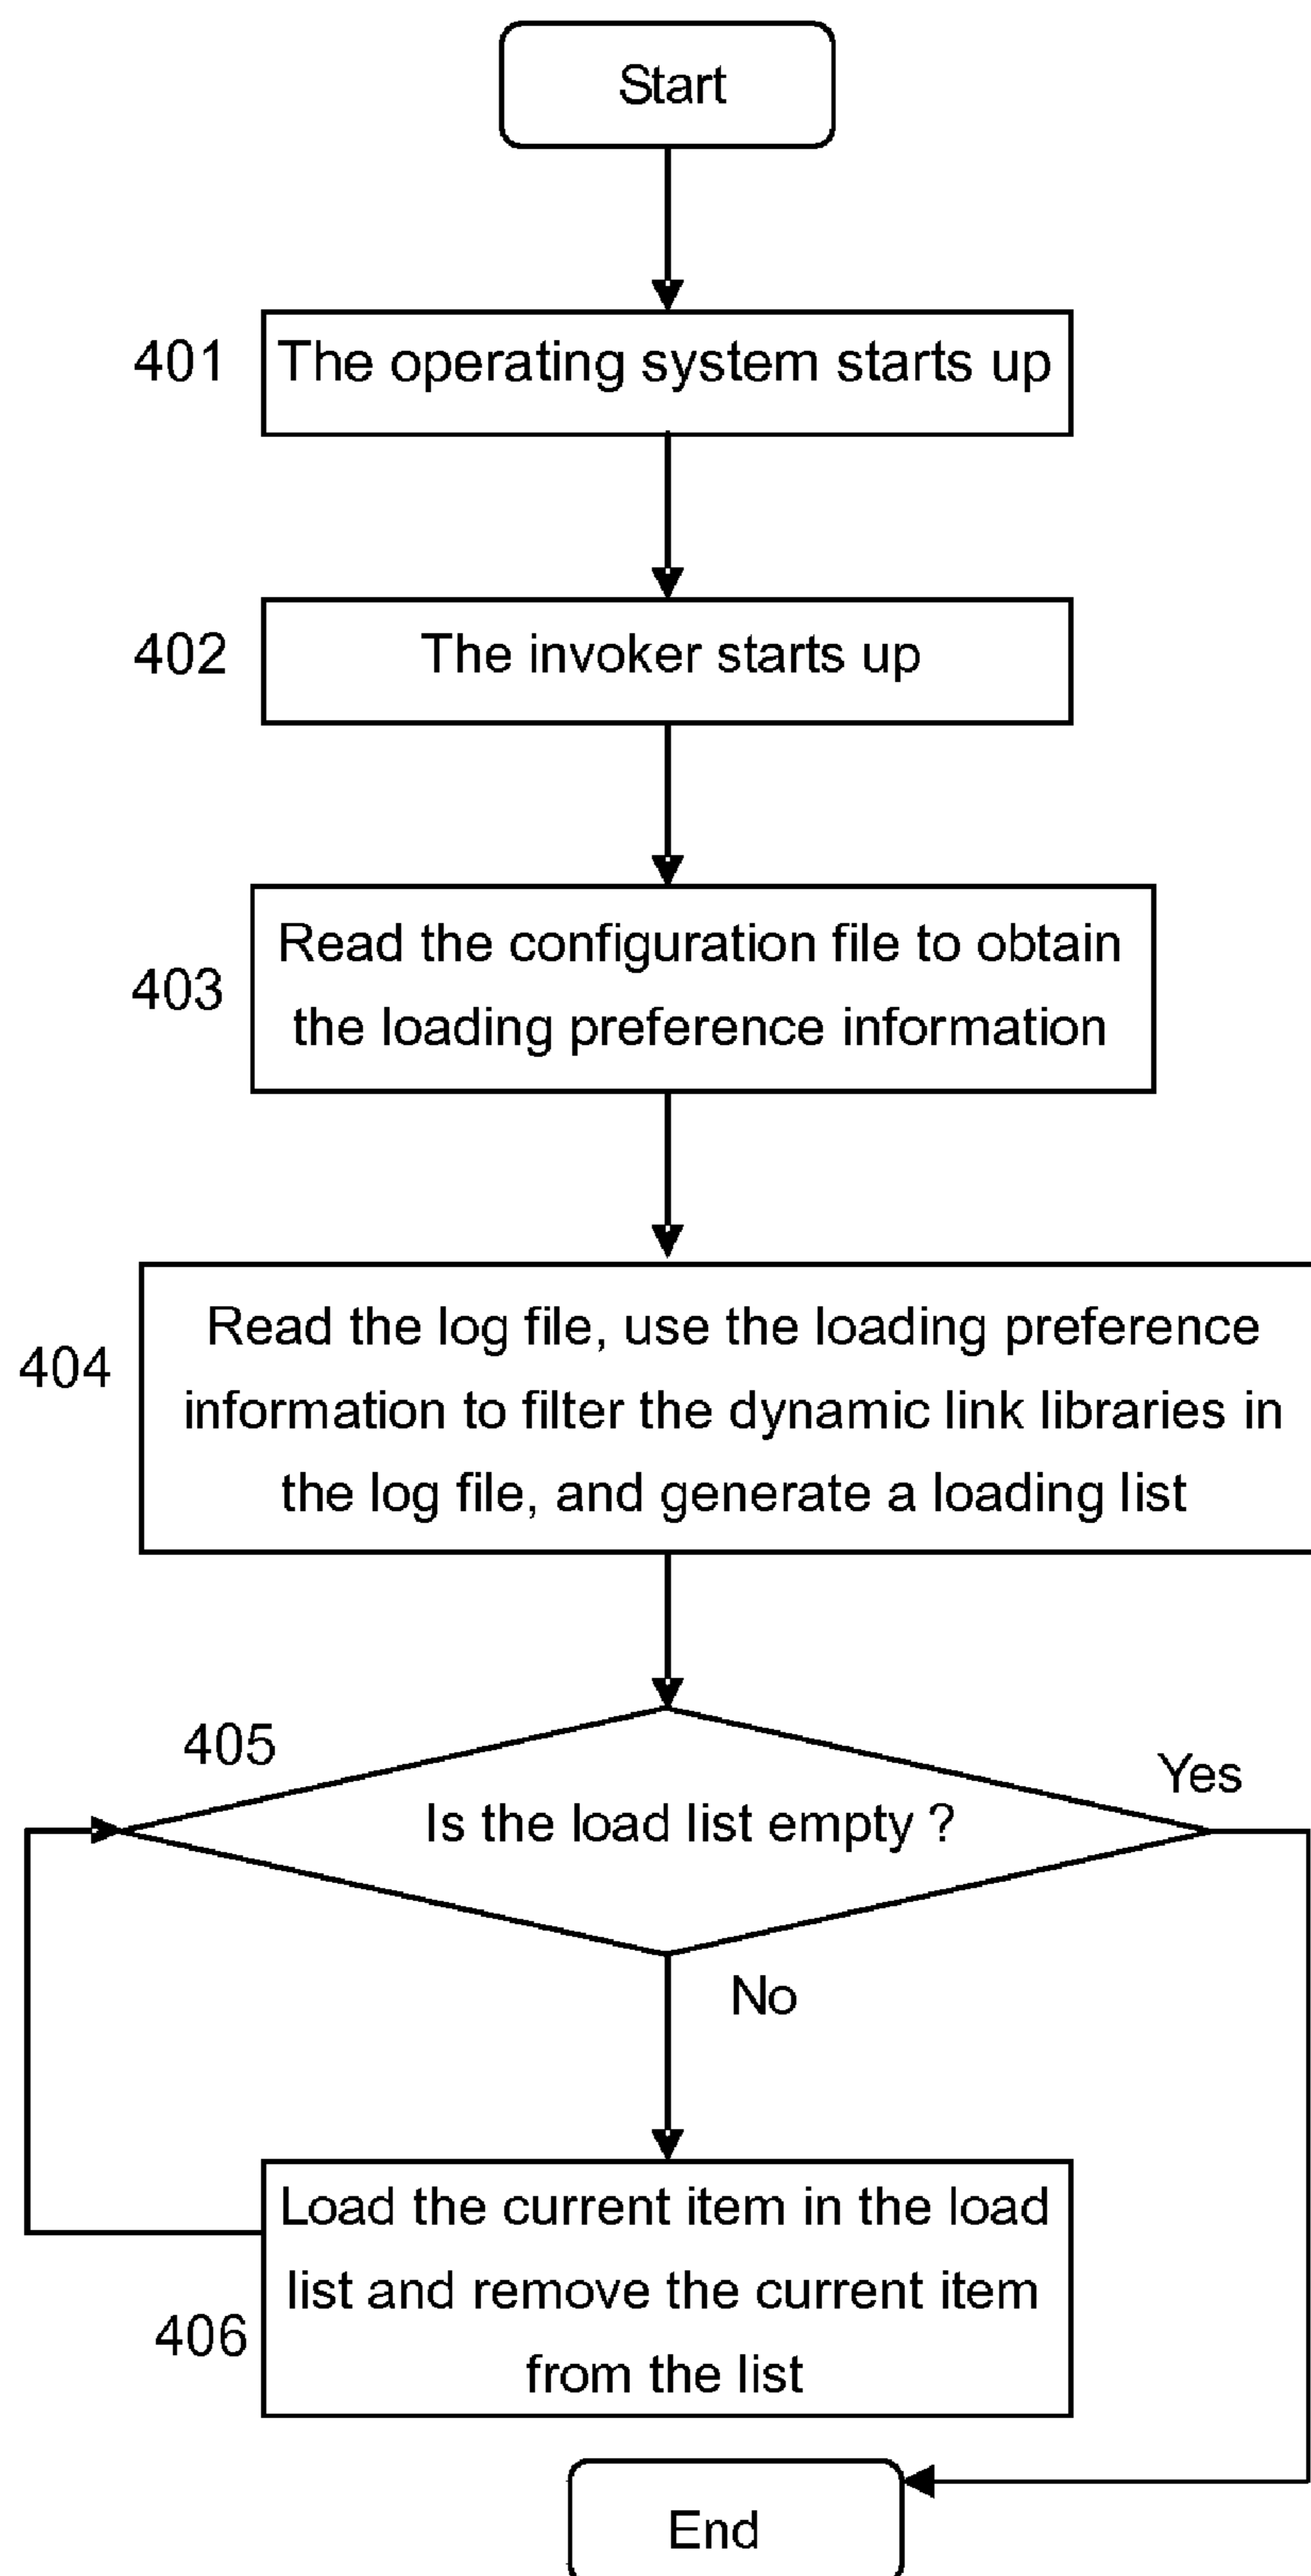 Start
401
The operating system starts up
402
The invoker starts up
403
Read the configuration file to obtain
the loading preference information
404
Read the log file, use the loading preference
information to filter the dynamic link libraries in
the log file, and generate a loading list
405
Is the load list empty ?
Yes
No
406
Load the current item in the load
list and remove the current item
from the list
End